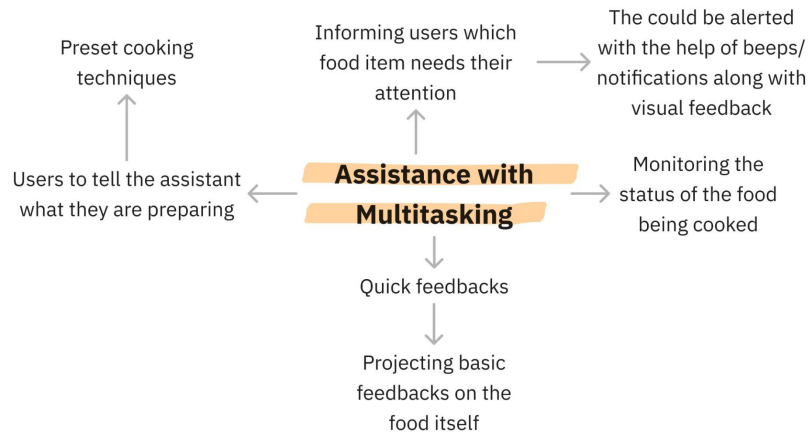 Preset cooking
techniques
Informing users which
food item needs their
attention
The could be alerted
with the help of beeps/
notifications along with
visual feedback
Users to tell the assistant
what they are preparing
Assistance with
Multitasking
Monitoring the
status of the food
being cooked
Quick feedbacks
Projecting basic
feedbacks on the
food itself